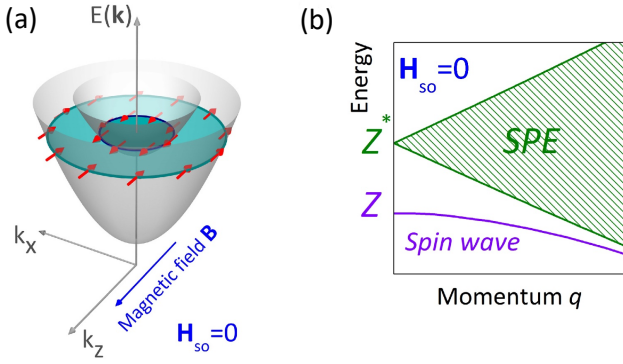 (a)
E(k)
k_x
k_z
Magnetic field B
H_so=0
(b)
Energy
H_so=0
Z*
SPE
Z
Spin wave
Momentum q